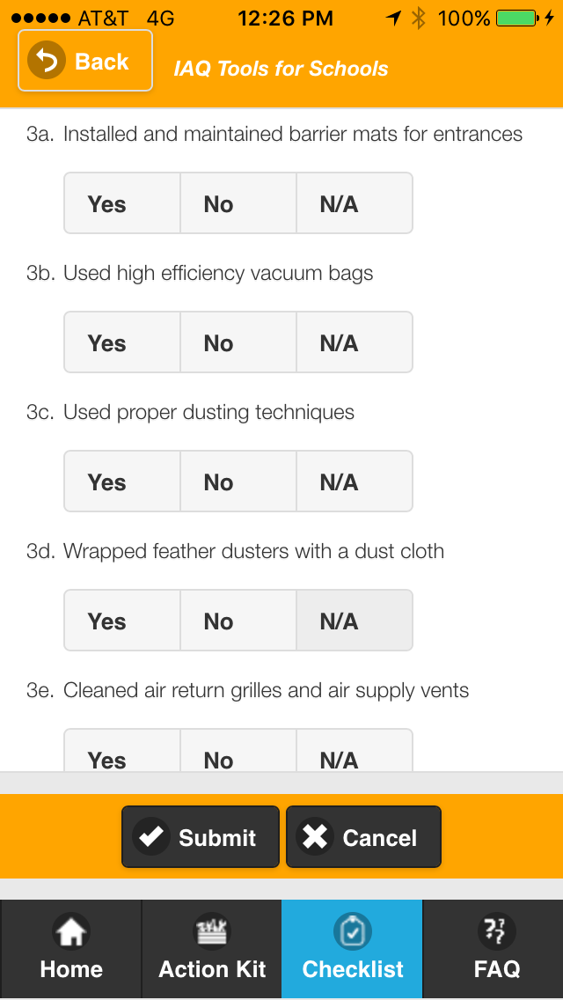 AT&T 4G 12:26 PM 100%
Back IAQ Tools for Schools
3a. Installed and maintained barrier mats for entrances
Yes No N/A
3b. Used high efficiency vacuum bags
Yes No N/A
3c. Used proper dusting techniques
Yes No N/A
3d. Wrapped feather dusters with a dust cloth
Yes No N/A
3e. Cleaned air return grilles and air supply vents
Yes No N/A
Submit Cancel
Home Action Kit Checklist FAQ